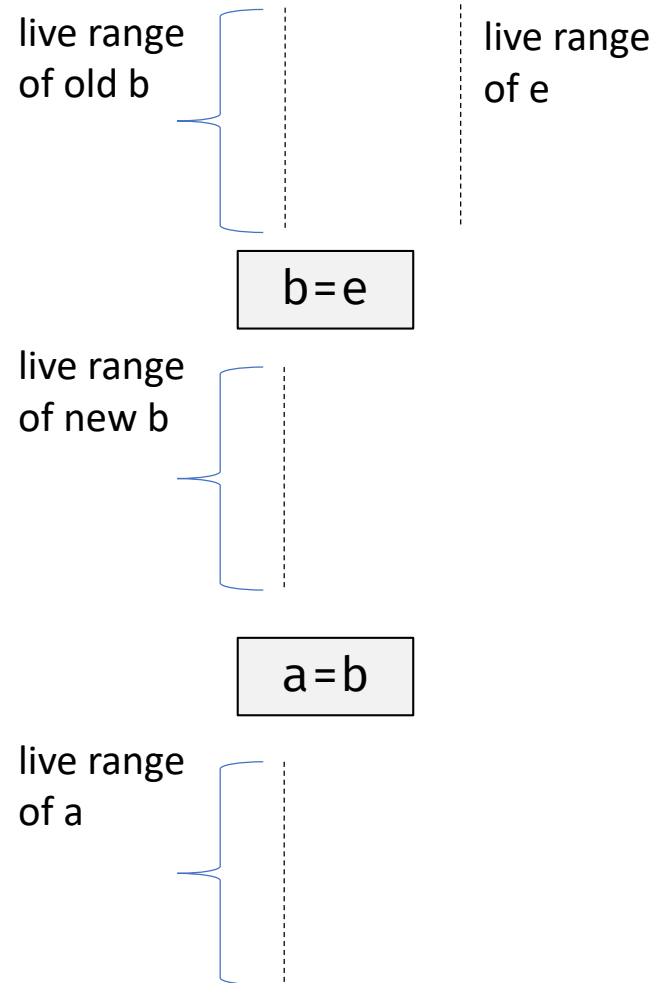 live range
of old b
live range
of e
b=e
live range
of new b
a=b
live range
of a